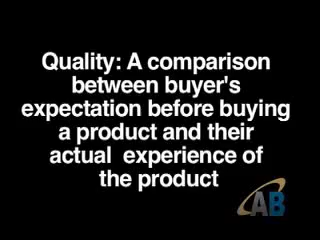 Quality: A comparison
between buyer's
expectation before buying
a product and their
actual  experience of
the product
AB